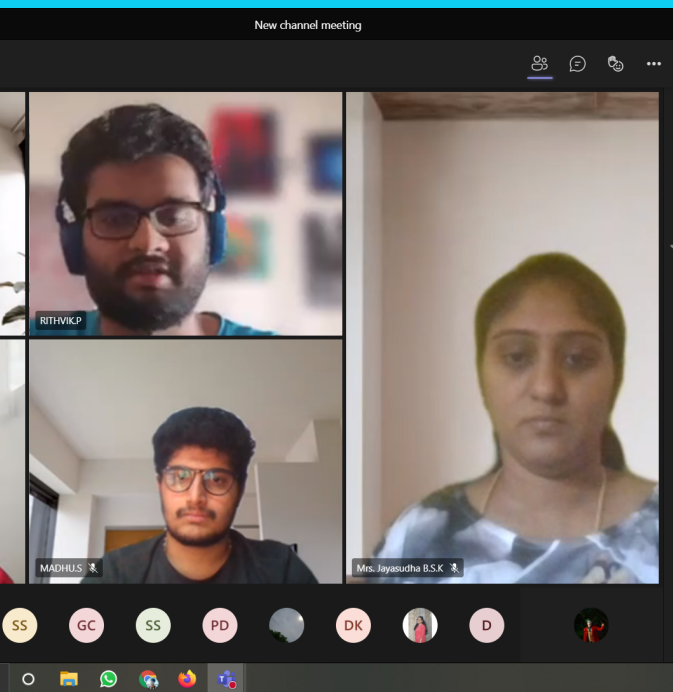 New channel meeting
RITHVIK.P
MADHU.S
Mrs. Jayasudha B.S.K
SS
GC
SS
PD
DK
D